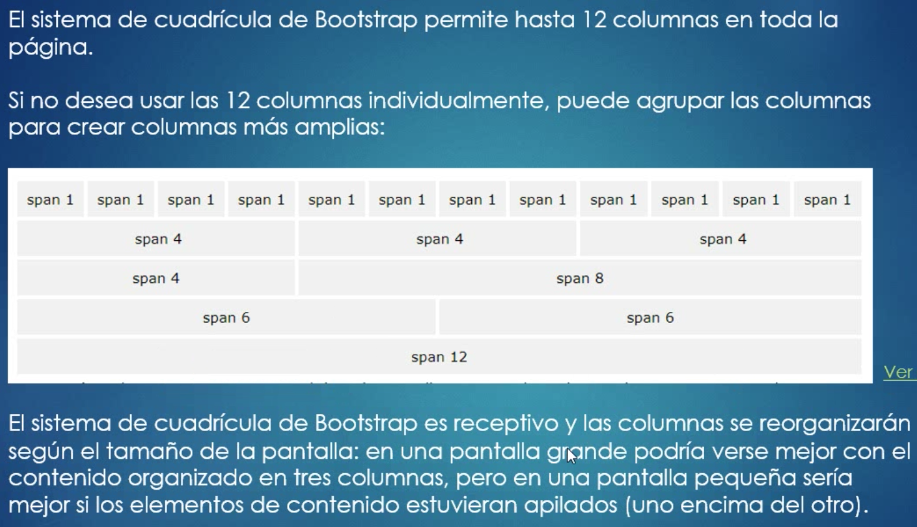 El sistema de cuadrícula de Bootstrap permite hasta 12 columnas en toda la
página.
Si no desea usar las 12 columnas individualmente, puede agrupar las columnas
para crear columnas más amplias:
span 1 span 1 span 1 span 1 span 1 span 1 span 1 span 1 span 1 span 1 span 1 span 1
span 4 span 4 span 4
span 4 span 8
span 6 span 6
span 12
Ver
El sistema de cuadrícula de Bootstrap es receptivo y las columnas se reorganizarán
según el tamaño de la pantalla: en una pantalla grande podría verse mejor con el
contenido organizado en tres columnas, pero en una pantalla pequeña sería
mejor si los elementos de contenido estuvieran apilados (uno encima del otro).